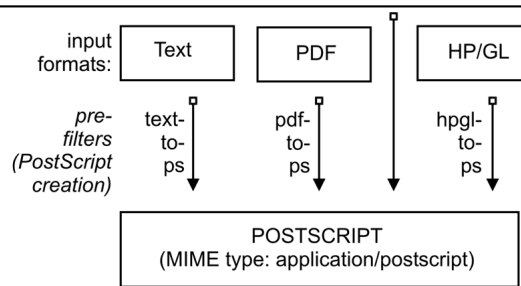 input
formats:
Text
PDF
HP/GL
pre-
filters
(PostScript
creation)
text-
to-
ps
pdf-
to-
ps
hpgl-
to-
ps
POSTSCRIPT
(MIME type: application/postscript)